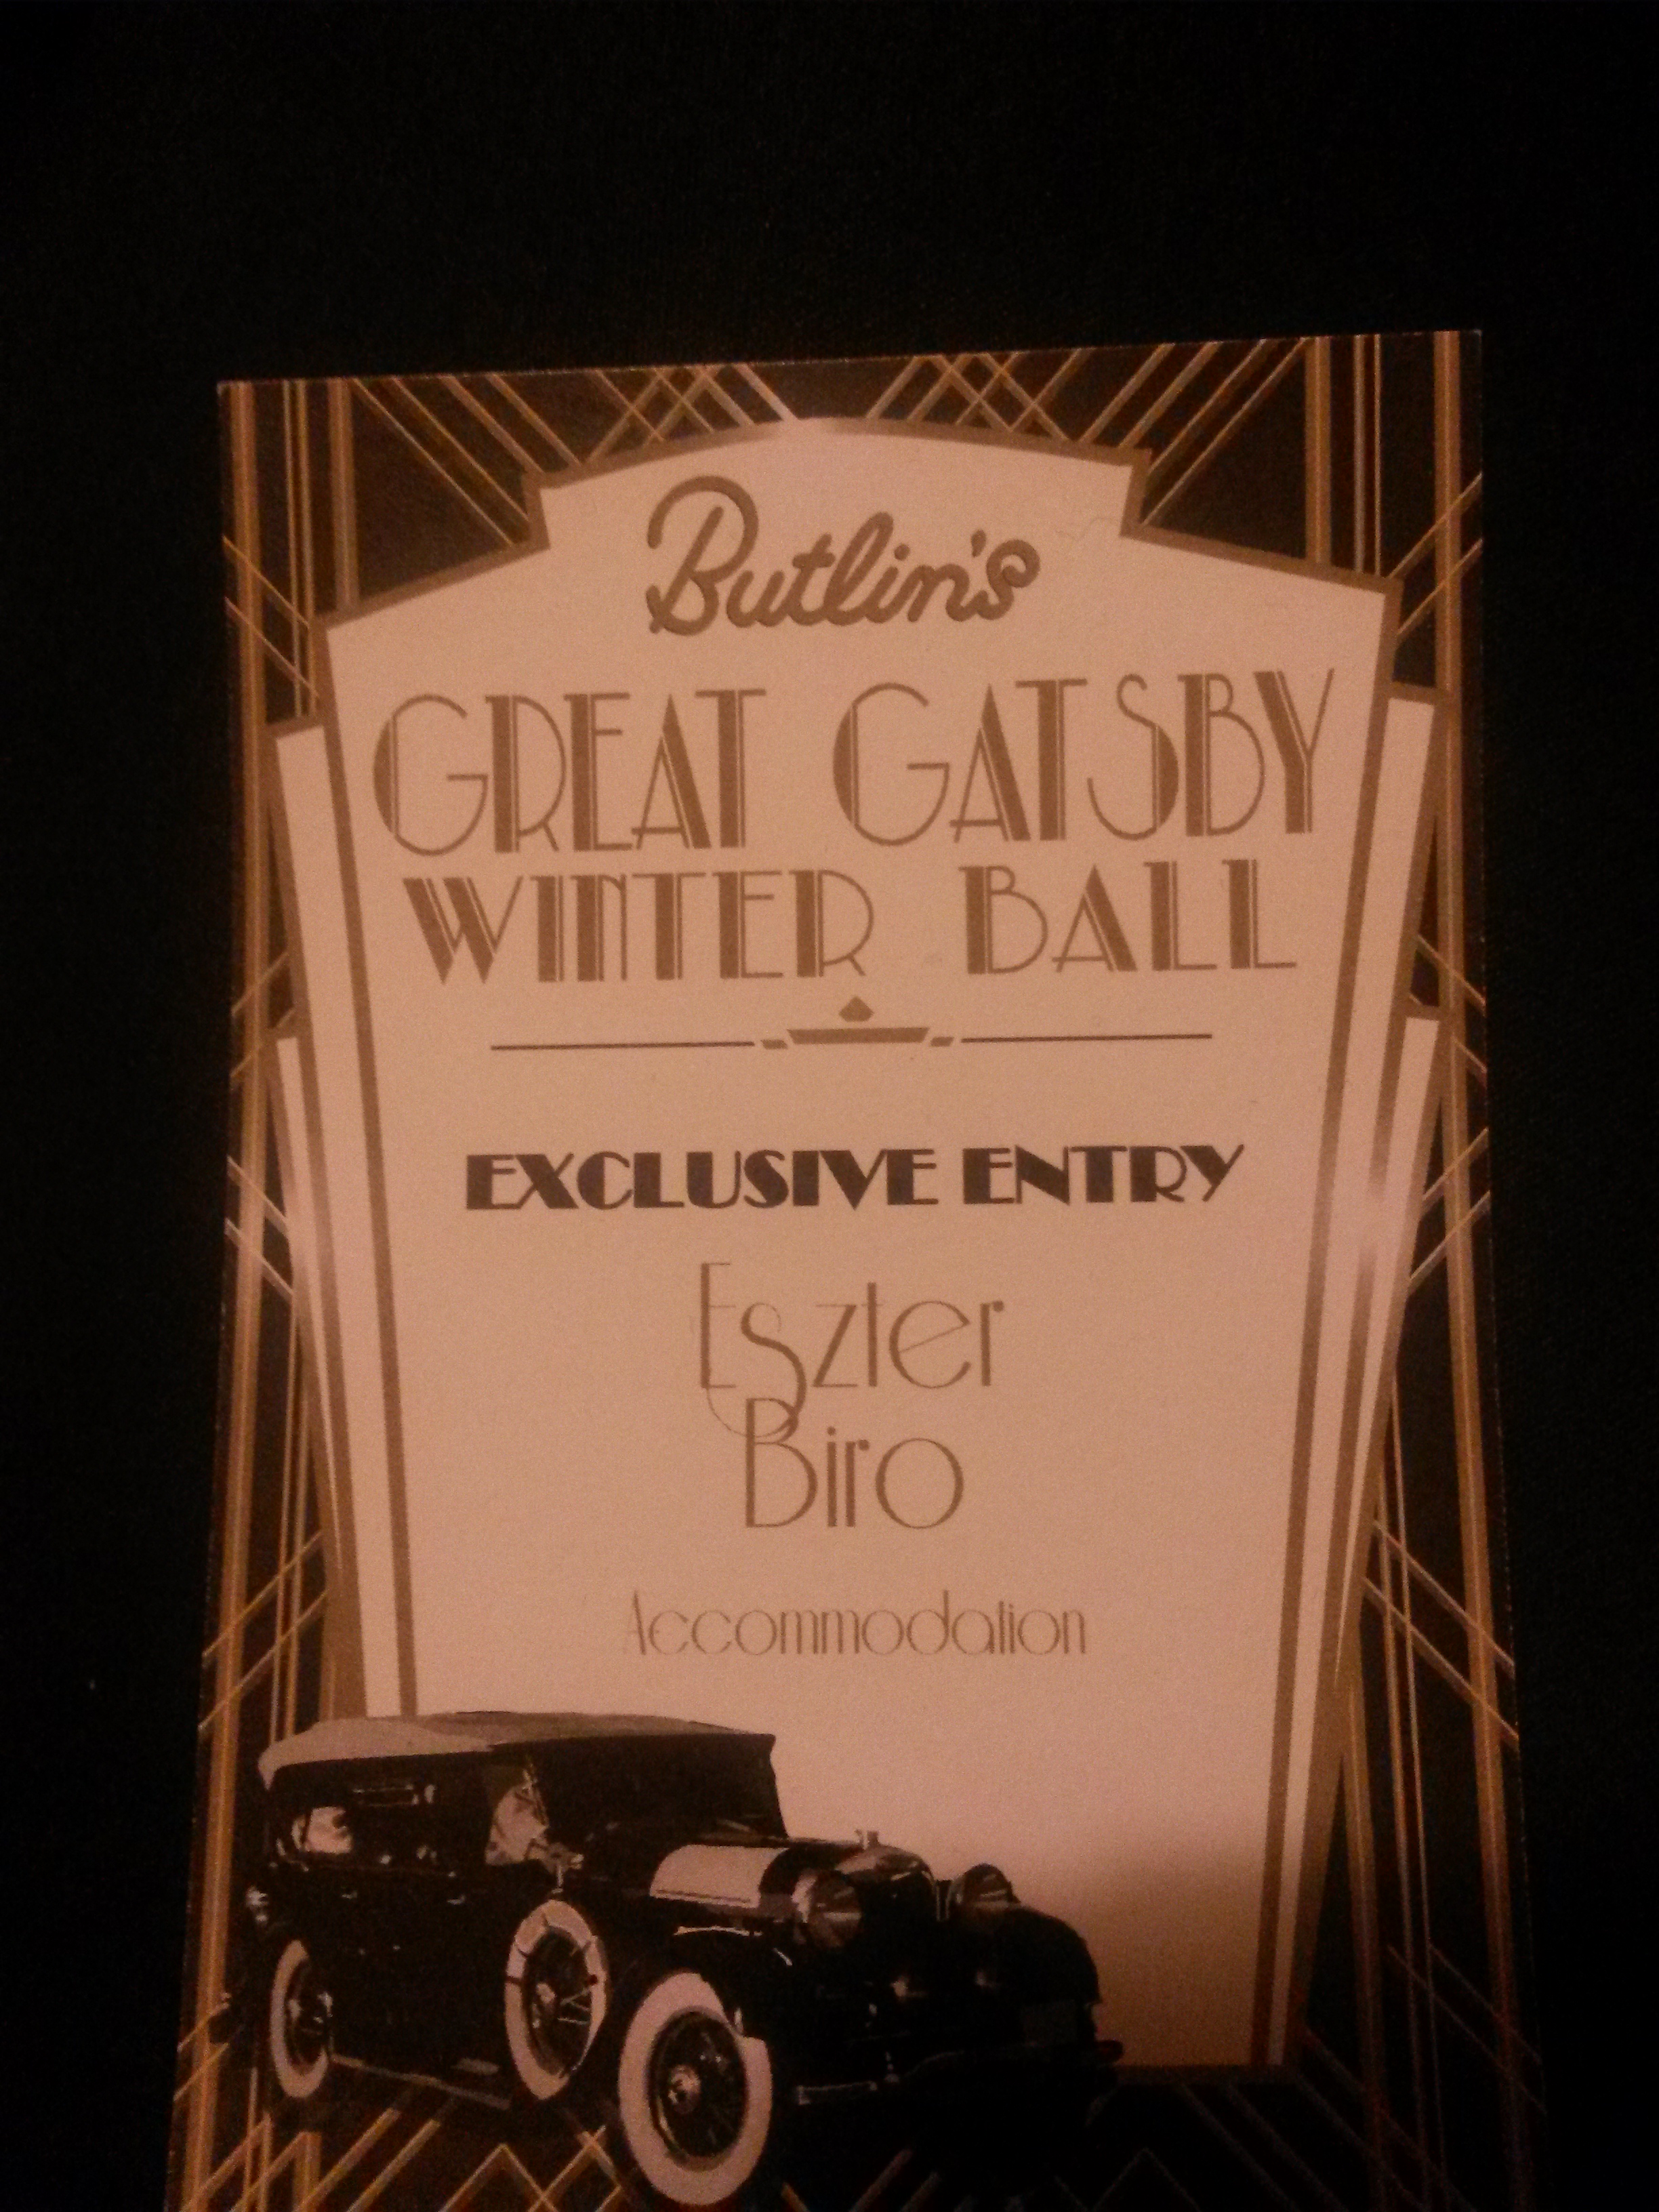 Butlin's
GREAT GATSBY
WINTER BALL
EXCLUSIVE ENTRY
Eszter
Biro
Accommodation